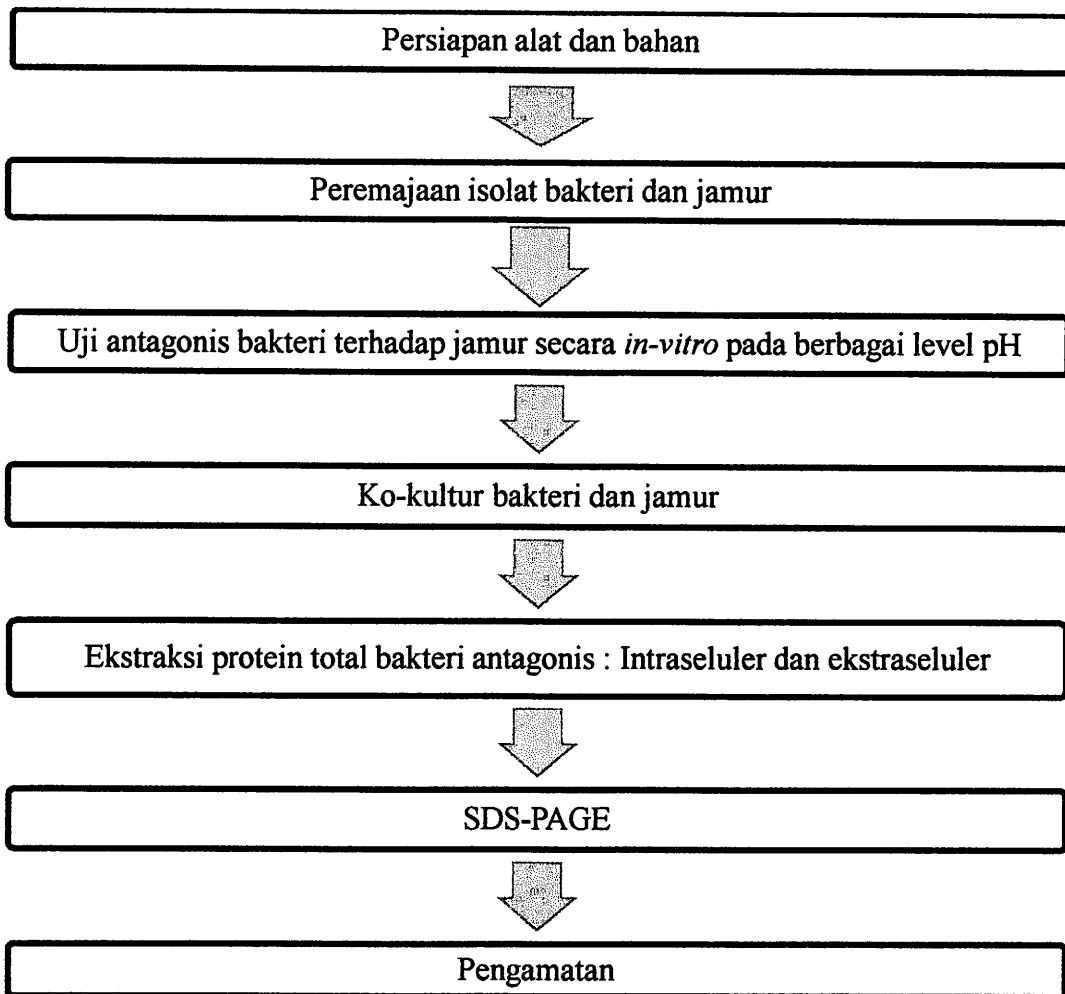 Persiapan alat dan bahan
Peremajaan isolat bakteri dan jamur
Uji antagonis bakteri terhadap jamur secara in-vitro pada berbagai level pH
Ko-kultur bakteri dan jamur
Ekstraksi protein total bakteri antagonis : Intraseluler dan ekstraseluler
SDS-PAGE
Pengamatan